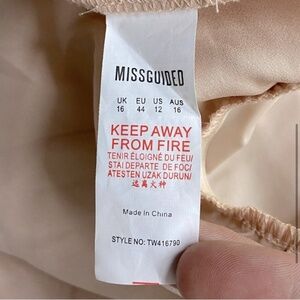 MISSGUIDED
UK EU US AUS
16 44 12 16
KEEP AWAY
FROM FIRE
TENIR ÉLOIGNÉ DU FEU/
STAI DEPARTE DE FOC/
ATESTEN UZAK DURUN/
远离火种
Made in China
STYLE NO: TW416790